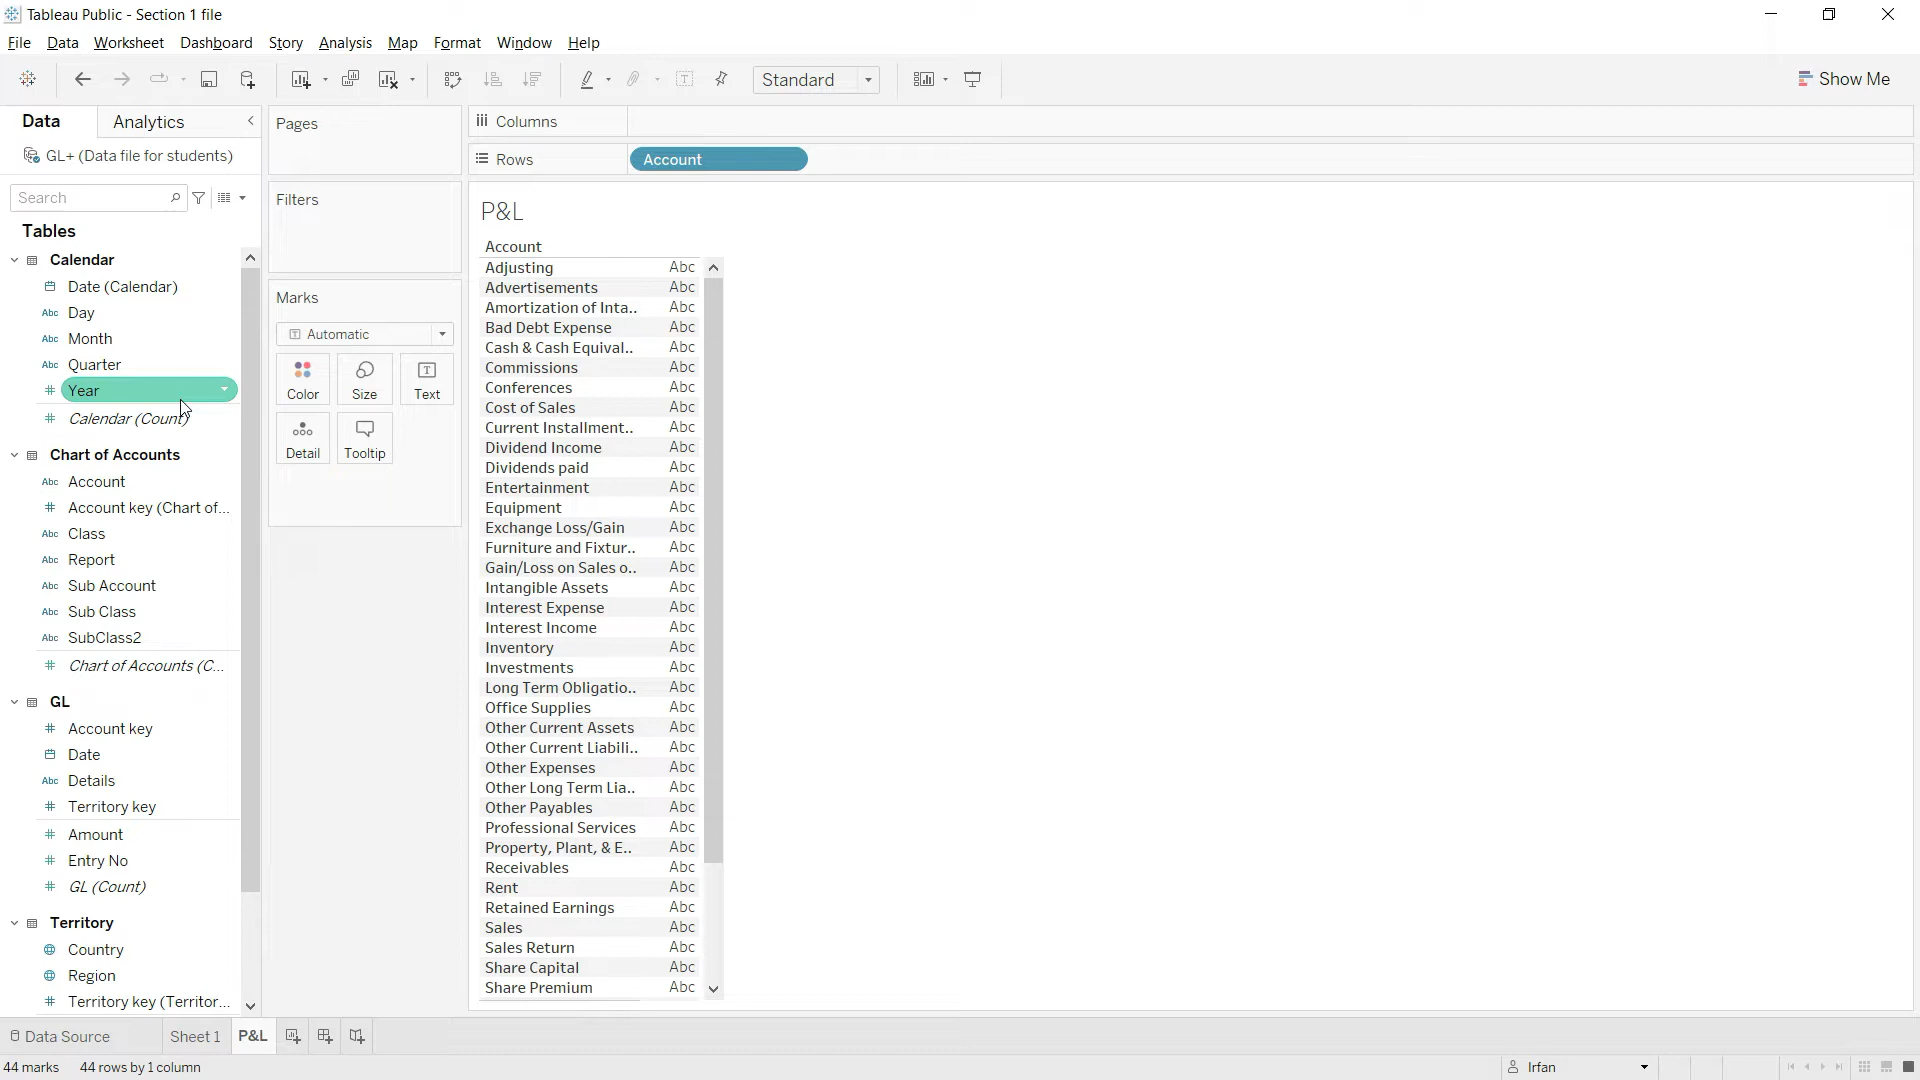 Tableau Public - Section 1 file
File Data Worksheet Dashboard Story Analysis Map Format Window Help
Standard
Show Me
Data
Analytics
GL+ (Data file for students)
Search
Tables
Calendar
Date (Calendar)
Abc Day
Abc Month
Abc Quarter
Year
Calendar (Count)
Chart of Accounts
Abc Account
Account key (Chart of...
Abc Class
Abc Report
Abc Sub Account
Abc Sub Class
Abc SubClass2
Chart of Accounts (C...
GL
Account key
Date
Abc Details
Territory key
Amount
Entry No
GL (Count)
Territory
Country
Region
Territory key (Territor...
Pages
Filters
Marks
Automatic
Color
Size
Text
Detail
Tooltip
Columns
Rows
Account
P&L
Account
Adjusting Abc
Advertisements Abc
Amortization of Inta.. Abc
Bad Debt Expense Abc
Cash & Cash Equival.. Abc
Commissions Abc
Conferences Abc
Cost of Sales Abc
Current Installment.. Abc
Dividend Income Abc
Dividends paid Abc
Entertainment Abc
Equipment Abc
Exchange Loss/Gain Abc
Furniture and Fixtur.. Abc
Gain/Loss on Sales o.. Abc
Intangible Assets Abc
Interest Expense Abc
Interest Income Abc
Inventory Abc
Investments Abc
Long Term Obligatio.. Abc
Office Supplies Abc
Other Current Assets Abc
Other Current Liabili.. Abc
Other Expenses Abc
Other Long Term Lia.. Abc
Other Payables Abc
Professional Services Abc
Property, Plant, & E.. Abc
Receivables Abc
Rent Abc
Retained Earnings Abc
Sales Abc
Sales Return Abc
Share Capital Abc
Share Premium Abc
Data Source
Sheet 1
P&L
44 marks 44 rows by 1 column
Irfan